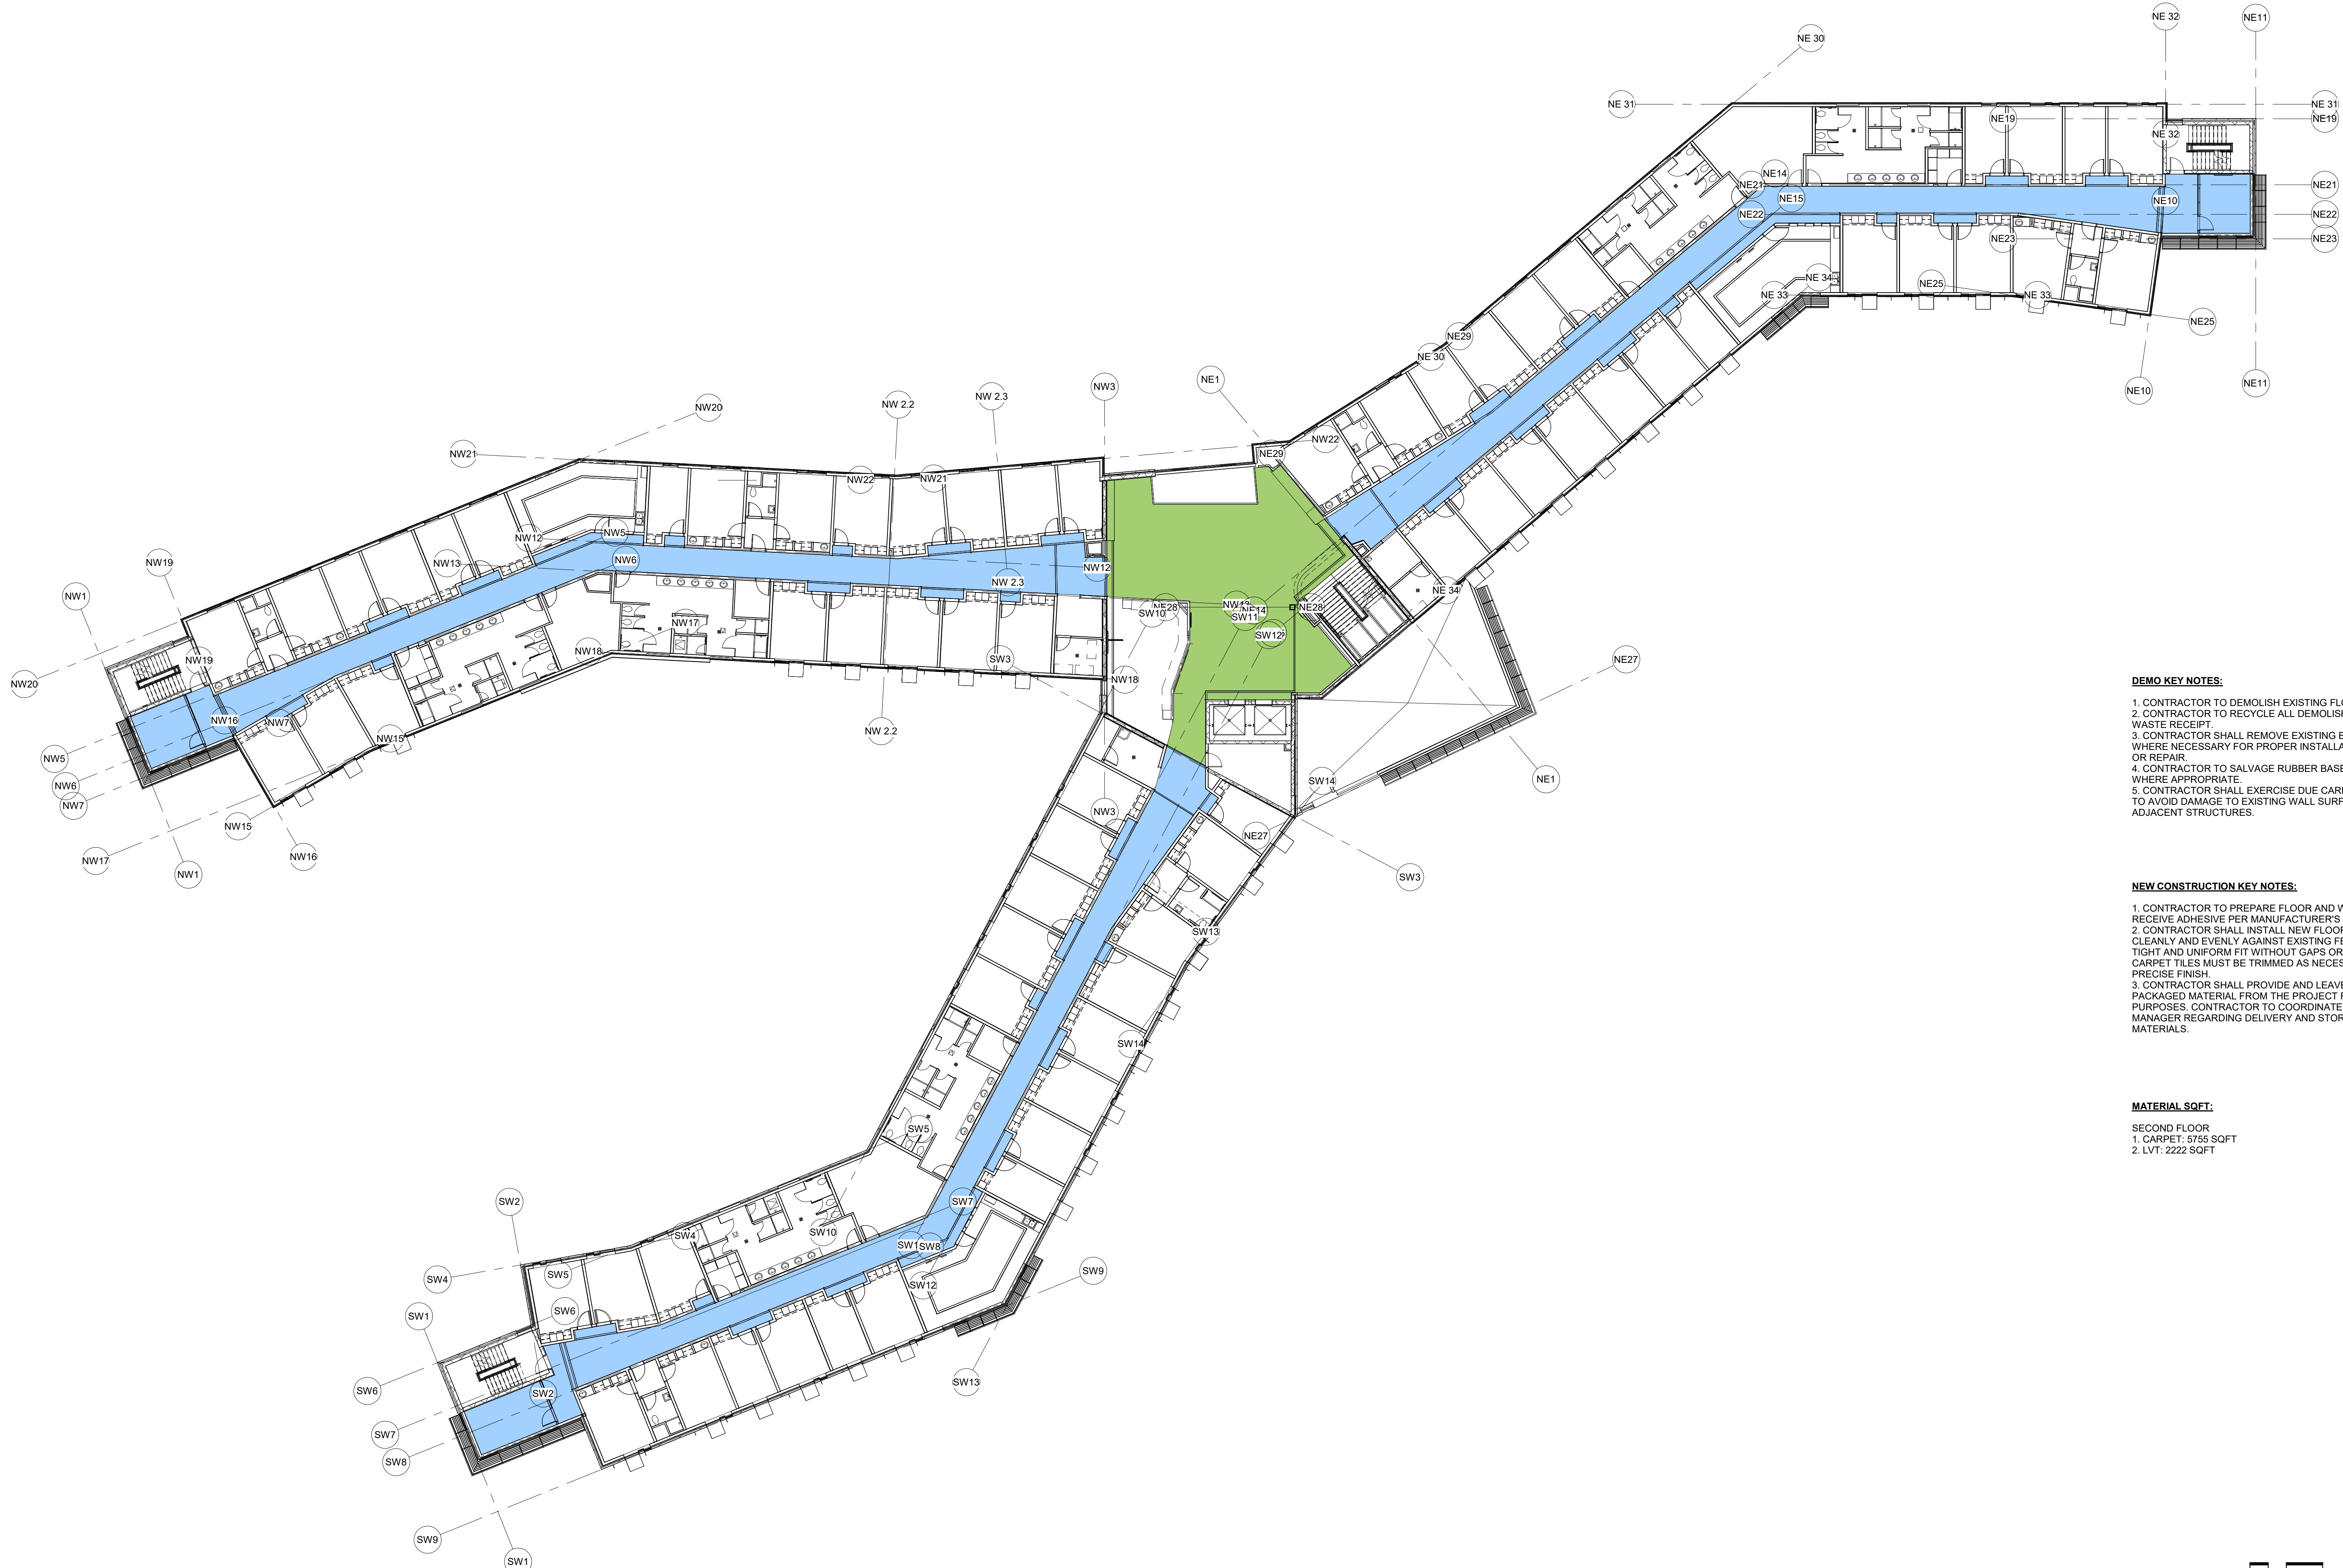 NE 32
NE11
NE 30
NE 31
NE 31
NE19
NE19
NE 32
NE14
NE21
NE21
NE15
NE10
NE22
NE22
NE23
NE23
NE 34
NE25
NE 33
NE 33
NE25
NE29
NE 30
NE1
NW3
NE11
NE10
NW 2.3
NW 2.2
NW20
NW22
NE29
NW21
NW22
NW21
NW12
NW5
NW6
NW13
NW12
NW19
NW 2.3
NE 34
NW1
NE28
SW10
NE14
SW11
NE28
NW17
SW12
NW18
SW3
NW19
NE27
NW20
NW18
NW16
NW7
NW15
NW 2.2
NW5
NW6
NW7
NE1
SW14
NW3
NW15
NE27
NW17
NW16
NW1
SW3
SW13
SW14
SW5
SW2
SW7
SW4
SW10
SW8
SW5
SW4
SW12
SW9
SW6
SW1
SW6
SW2
SW13
SW7
SW8
SW9
SW1
DEMO KEY NOTES:
1. CONTRACTOR TO DEMOLISH EXISTING
2. CONTRACTOR TO RECYCLE ALL
WASTE RECEIPT.
3. CONTRACTOR SHALL REMOVE EXISTING
WHERE NECESSARY FOR PROPER
OR REPAIR.
4. CONTRACTOR TO SALVAGE RUBBER BASE
WHERE APPROPRIATE.
5. CONTRACTOR SHALL EXERCISE DUE
TO AVOID DAMAGE TO EXISTING WALL
ADJACENT STRUCTURES.
NEW CONSTRUCTION KEY NOTES:
1. CONTRACTOR TO PREPARE FLOOR AND
RECEIVE ADHESIVE PER MANUFACTURER'S
2. CONTRACTOR SHALL INSTALL NEW
CLEANLY AND EVENLY AGAINST EXISTING
TIGHT AND UNIFORM FIT WITHOUT GAPS OR
CARPET TILES MUST BE TRIMMED AS
PRECISE FINISH.
3. CONTRACTOR SHALL PROVIDE AND
PACKAGED MATERIAL FROM THE PROJECT
PURPOSES. CONTRACTOR TO COORDINATE
MANAGER REGARDING DELIVERY AND
MATERIALS.
MATERIAL SQFT:
SECOND FLOOR
1. CARPET: 5755 SQFT
2. LVT: 2222 SQFT